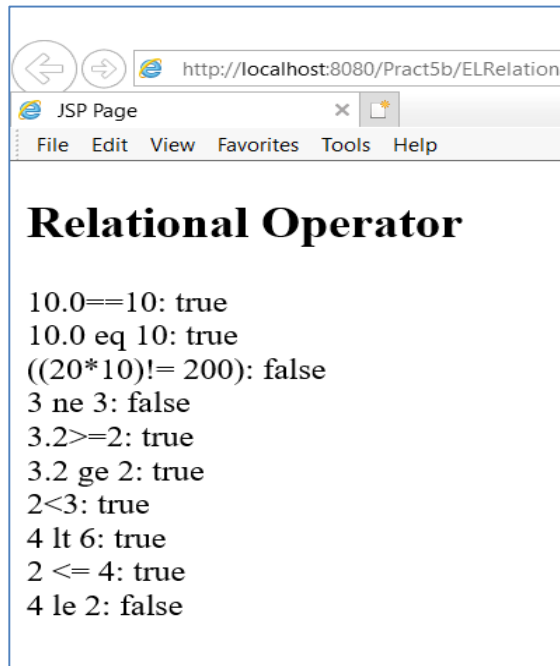 http://localhost:8080/Pract5b/ELRelation
JSP Page
File Edit View Favorites Tools Help
Relational Operator
10.0==10: true
10.0 eq 10: true
((20*10)!= 200): false
3 ne 3: false
3.2>=2: true
3.2 ge 2: true
2<3: true
4 lt 6: true
2 <= 4: true
4 le 2: false